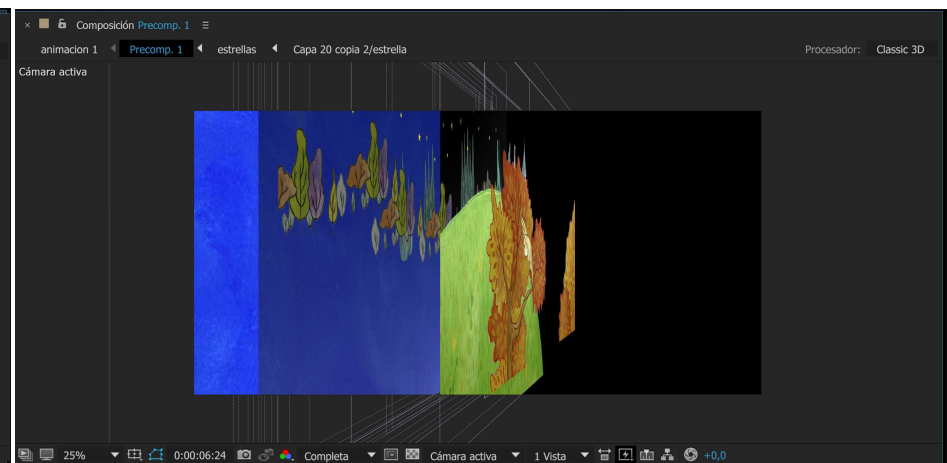 × Composición Precomp. 1
animacion 1 Precomp. 1 estrellas Capa 20 copia 2/estrella Procesador: Classic 3D
Cámara activa
25% 0:00:06:24 Completa Cámara activa 1 Vista +0,0